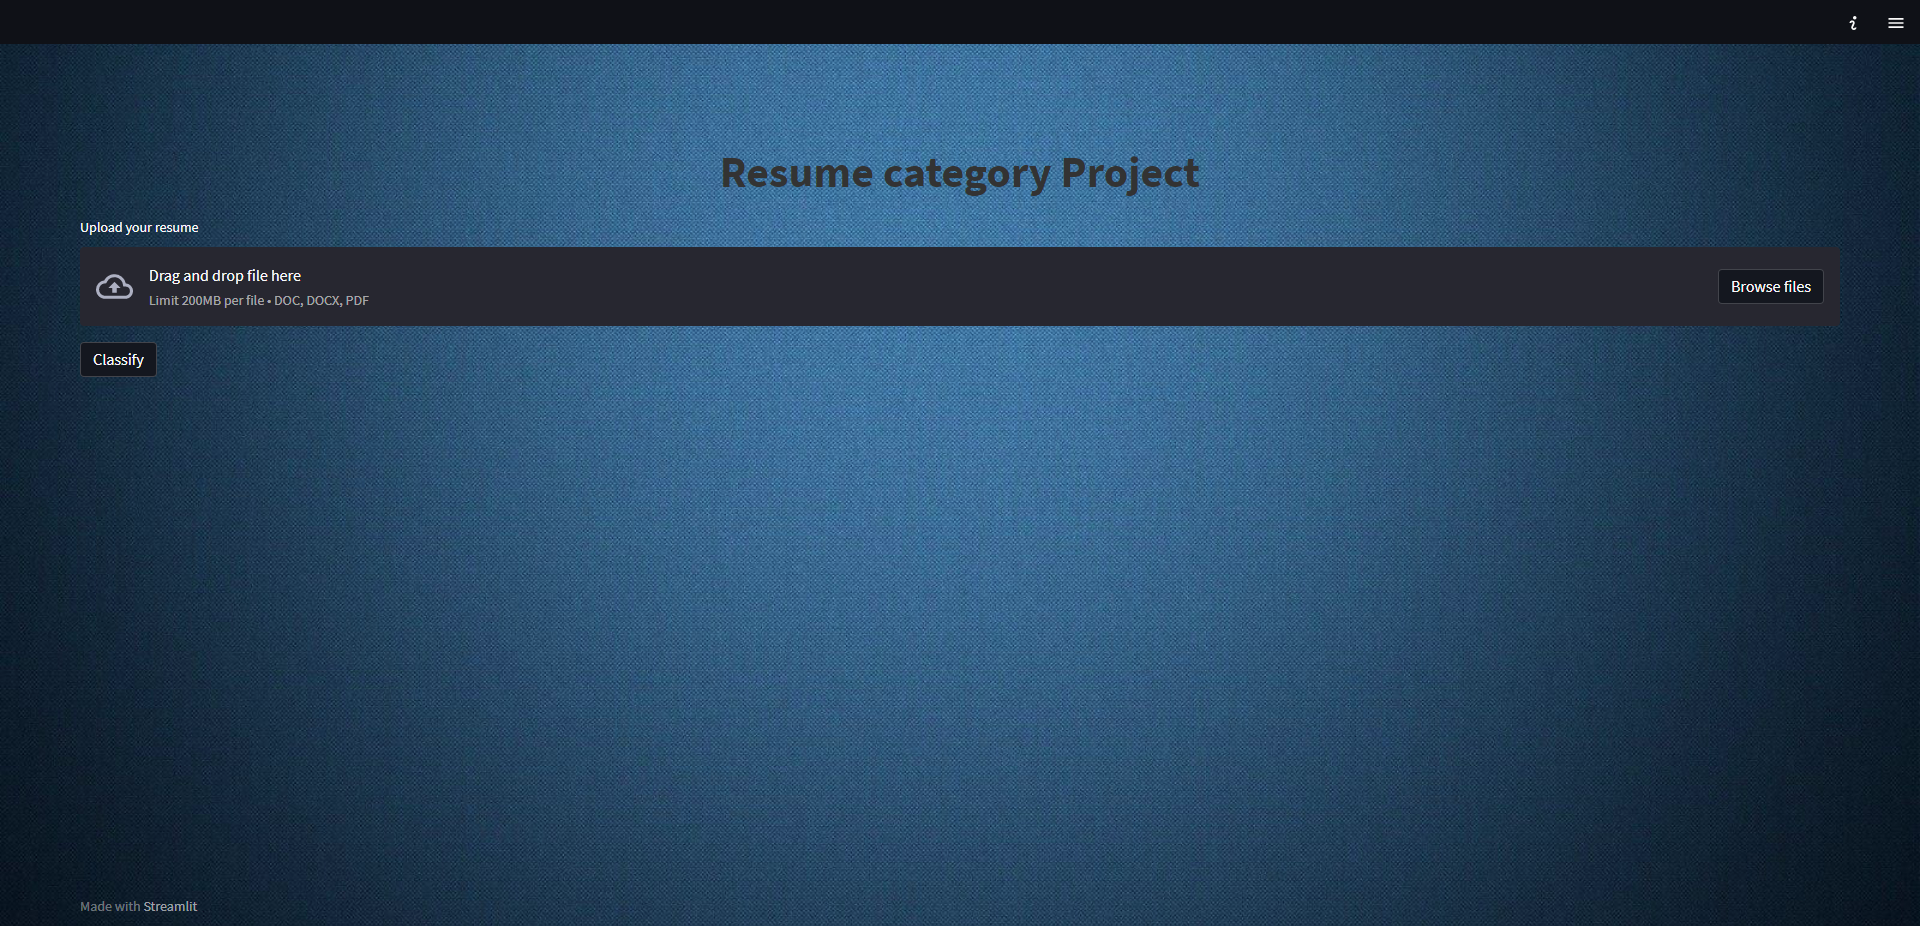 Resume category Project
Upload your resume
Drag and drop file here
Limit 200MB per file • DOC, DOCX, PDF
Browse files
Classify
Made with Streamlit